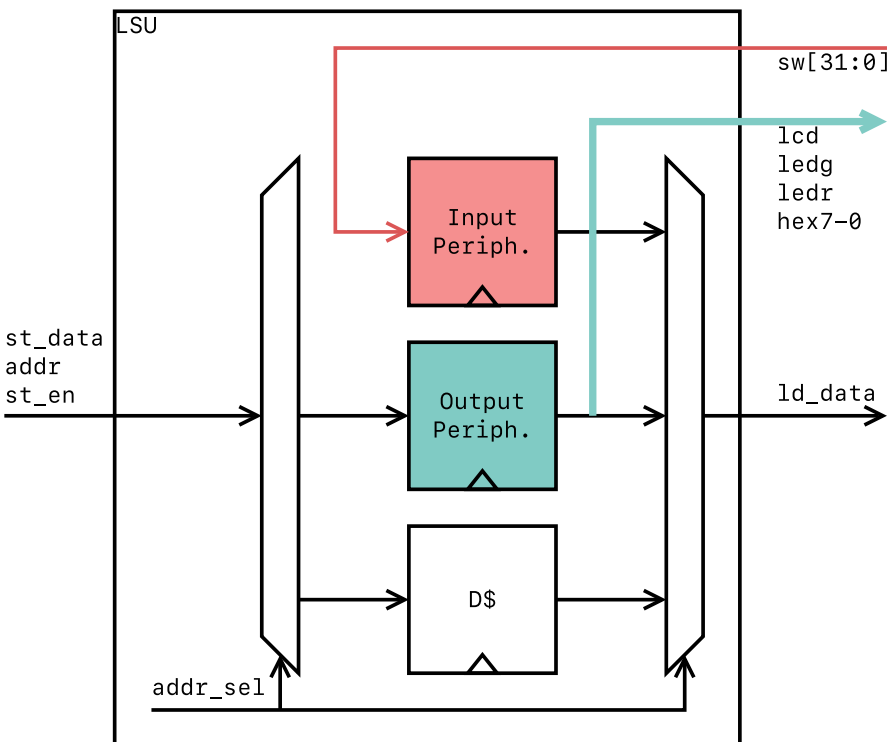 LSU
sw[31:0]
lcd
ledg
ledr
hex7-0
Input
Periph.
st_data
addr
st_en
Output
Periph.
ld_data
D$
addr_sel